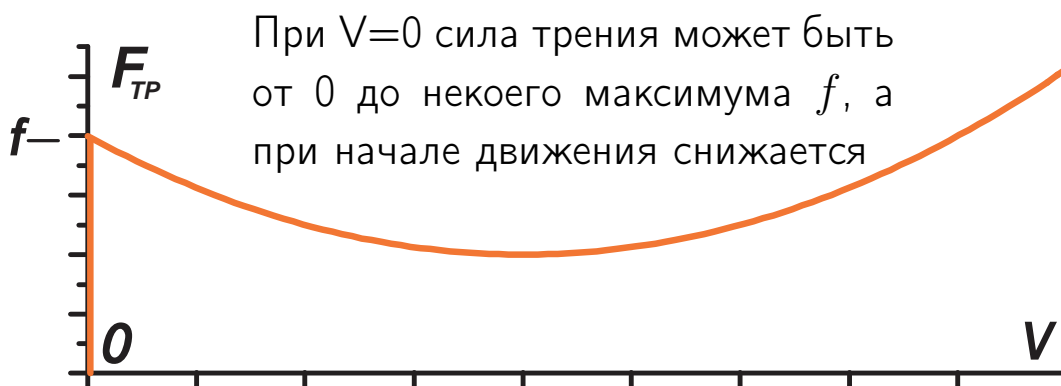 При V=0 сила трения может быть
от 0 до некоего максимума f, а
при начале движения снижается
F_ТР
f
0
V